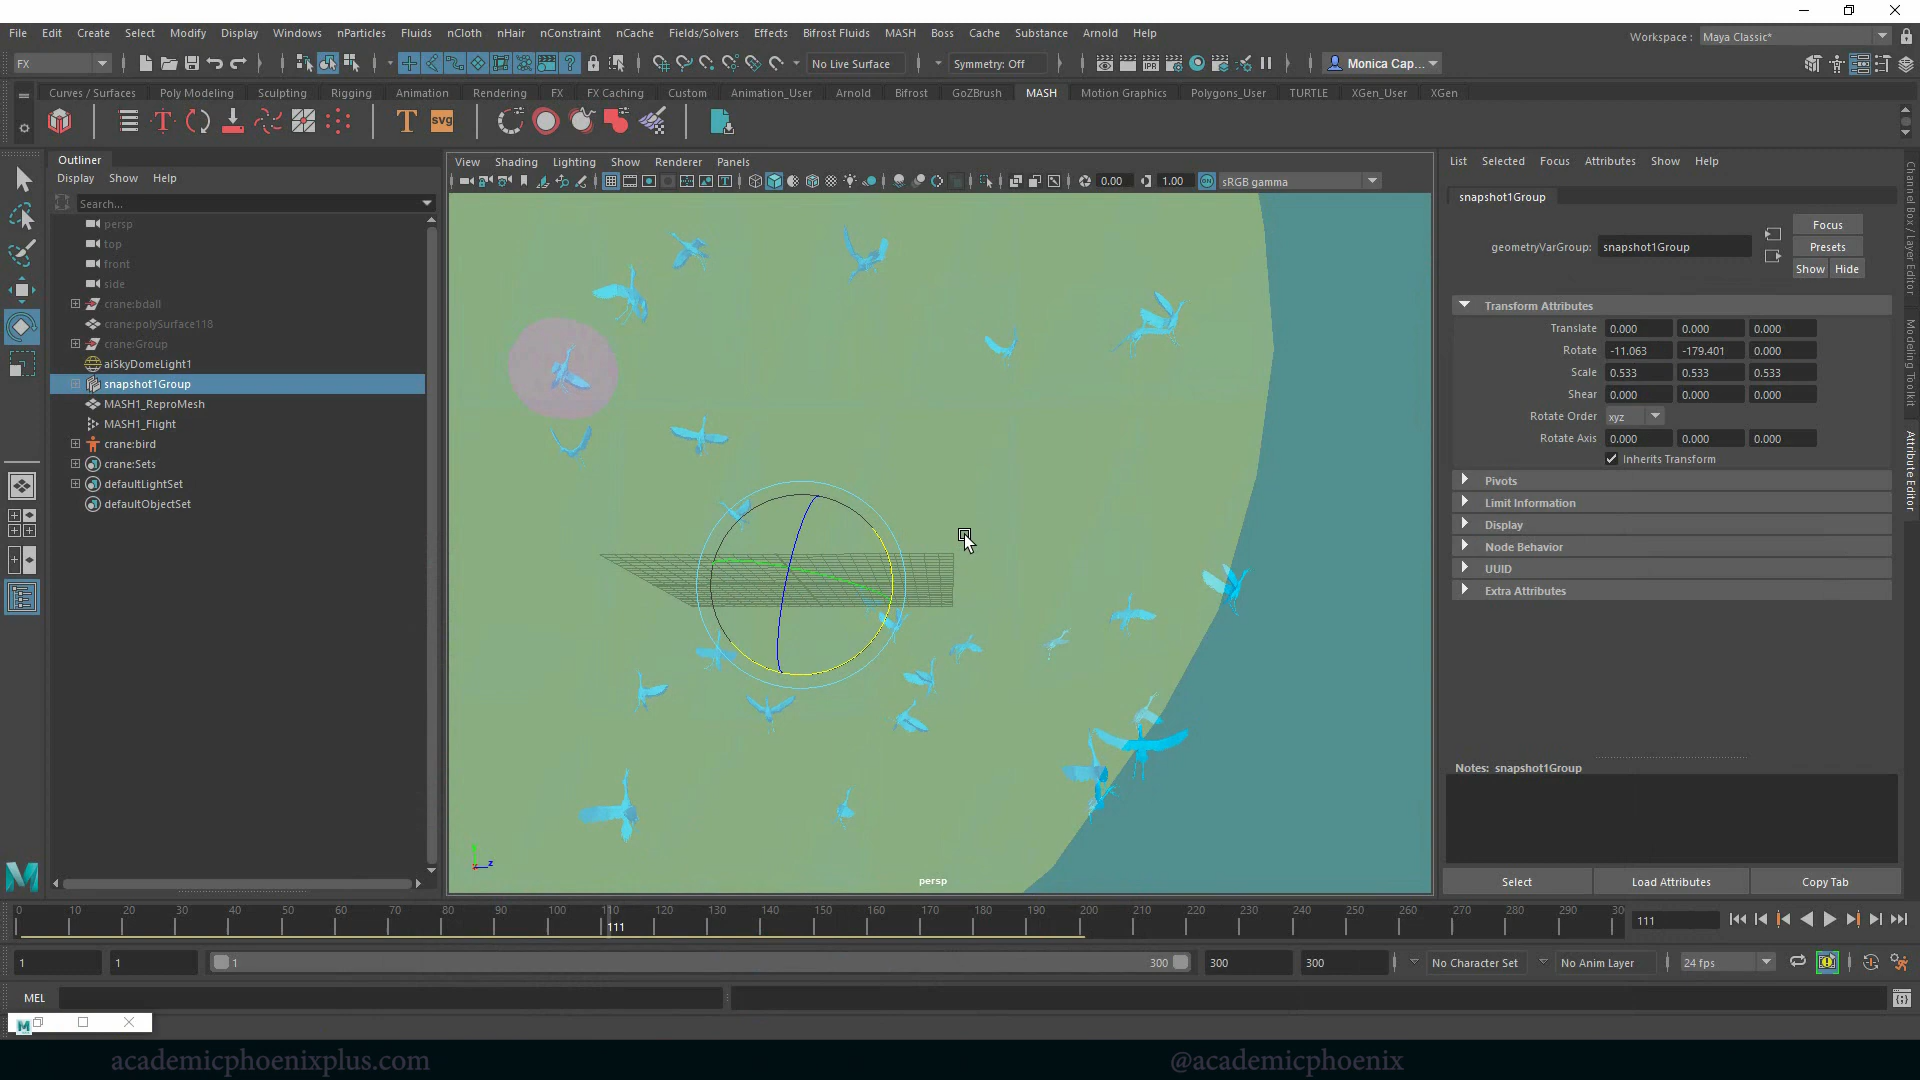 File Edit Create Select Modify Display Windows nParticles Fluids nCloth nHair nConstraint nCache Fields/Solvers Effects Bifrost Fluids MASH Boss Cache Substance Arnold Help
Workspace : Maya Classic*
FX
No Live Surface
Symmetry: Off
IPR
Monica Cap...
Curves / Surfaces Poly Modeling Sculpting Rigging Animation Rendering FX FX Caching Custom Animation_User Arnold Bifrost GoZBrush MASH Motion Graphics Polygons_User TURTLE XGen_User XGen
T
T
SVG
Outliner
Display Show Help
Search...
persp
top
front
side
crane:bdall
crane:polySurface118
crane:Group
aiSkyDomeLight1
snapshot1Group
MASH1_ReproMesh
MASH1_Flight
crane:bird
crane:Sets
defaultLightSet
defaultObjectSet
View Shading Lighting Show Renderer Panels
0.00 1.00 sRGB gamma
z
persp
List Selected Focus Attributes Show Help
snapshot1Group
geometryVarGroup: snapshot1Group
Focus
Presets
Show Hide
Transform Attributes
Translate 0.000 0.000 0.000
Rotate -11.063 -179.401 0.000
Scale 0.533 0.533 0.533
Shear 0.000 0.000 0.000
Rotate Order xyz
Rotate Axis 0.000 0.000 0.000
Inherits Transform
Pivots
Limit Information
Display
Node Behavior
UUID
Extra Attributes
Notes: snapshot1Group
Select Load Attributes Copy Tab
Channel Box / Layer Editor
Modeling Toolkit
Attribute Editor
0 10 20 30 40 50 60 70 80 90 100 110 120 130 140 150 160 170 180 190 200 210 220 230 240 250 260 270 280 290 30
111
111
1 1 1 300 300 300 No Character Set No Anim Layer 24 fps
MEL
M
academicphoenixplus.com
@academicphoenix